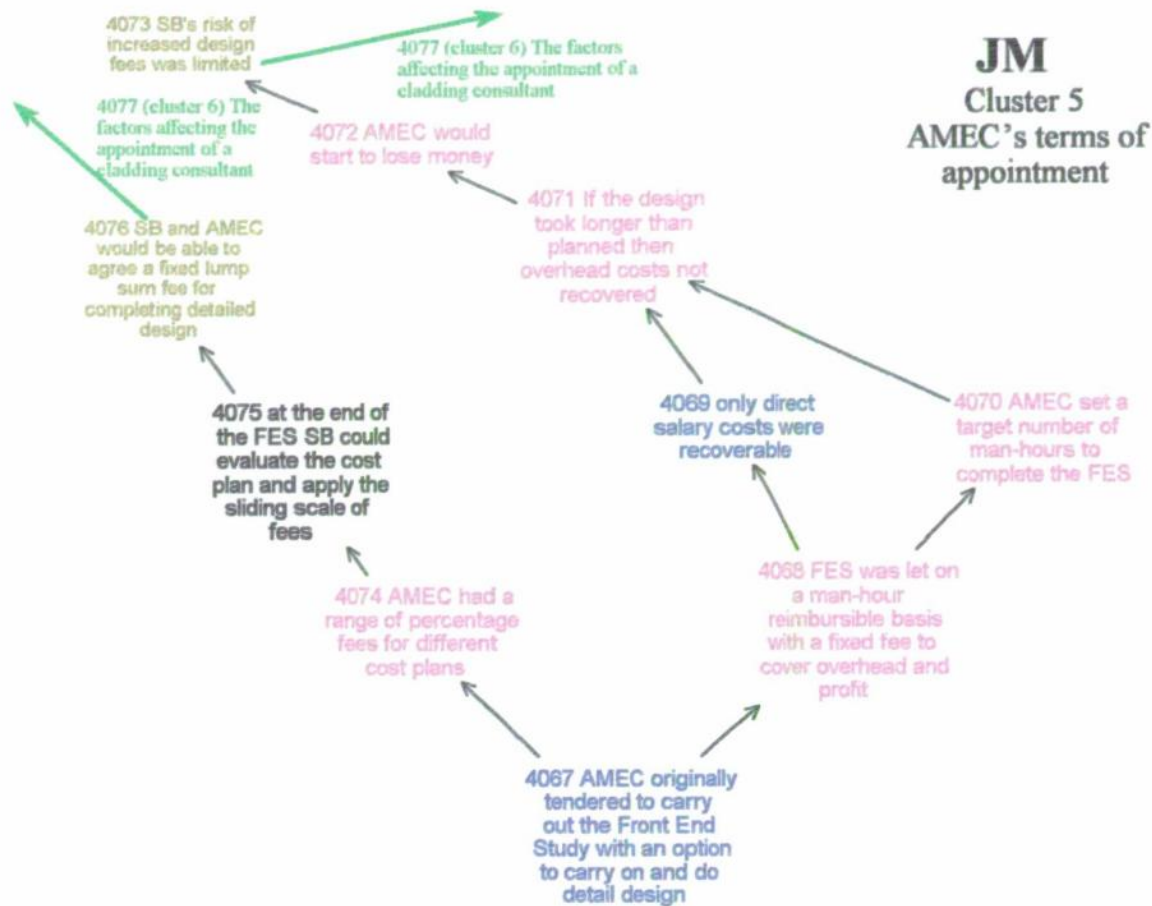 4073 SB's risk of
increased design
fees was limited
4077 (cluster 6) The factors
affecting the appointment of a
cladding consultant
JM
Cluster 5
AMEC's terms of
appointment
4077 (cluster 6) The
factors affecting the
appointment of a
cladding consultant
4072 AMEC would
start to lose money
4071 If the design
took longer than
planned then
overhead costs not
recovered
4076 SB and AMEC
would be able to
agree a fixed lump
sum fee for
completing detailed
design
4075 at the end of
the FES SB could
evaluate the cost
plan and apply the
sliding scale of
fees
4069 only direct
salary costs were
recoverable
4070 AMEC set a
target number of
man-hours to
complete the FES
4074 AMEC had a
range of percentage
fees for different
cost plans
4068 FES was let on
a man-hour
reimbursible basis
with a fixed fee to
cover overhead and
profit
4067 AMEC originally
tendered to carry
out the Front End
Study with an option
to carry on and do
detail design